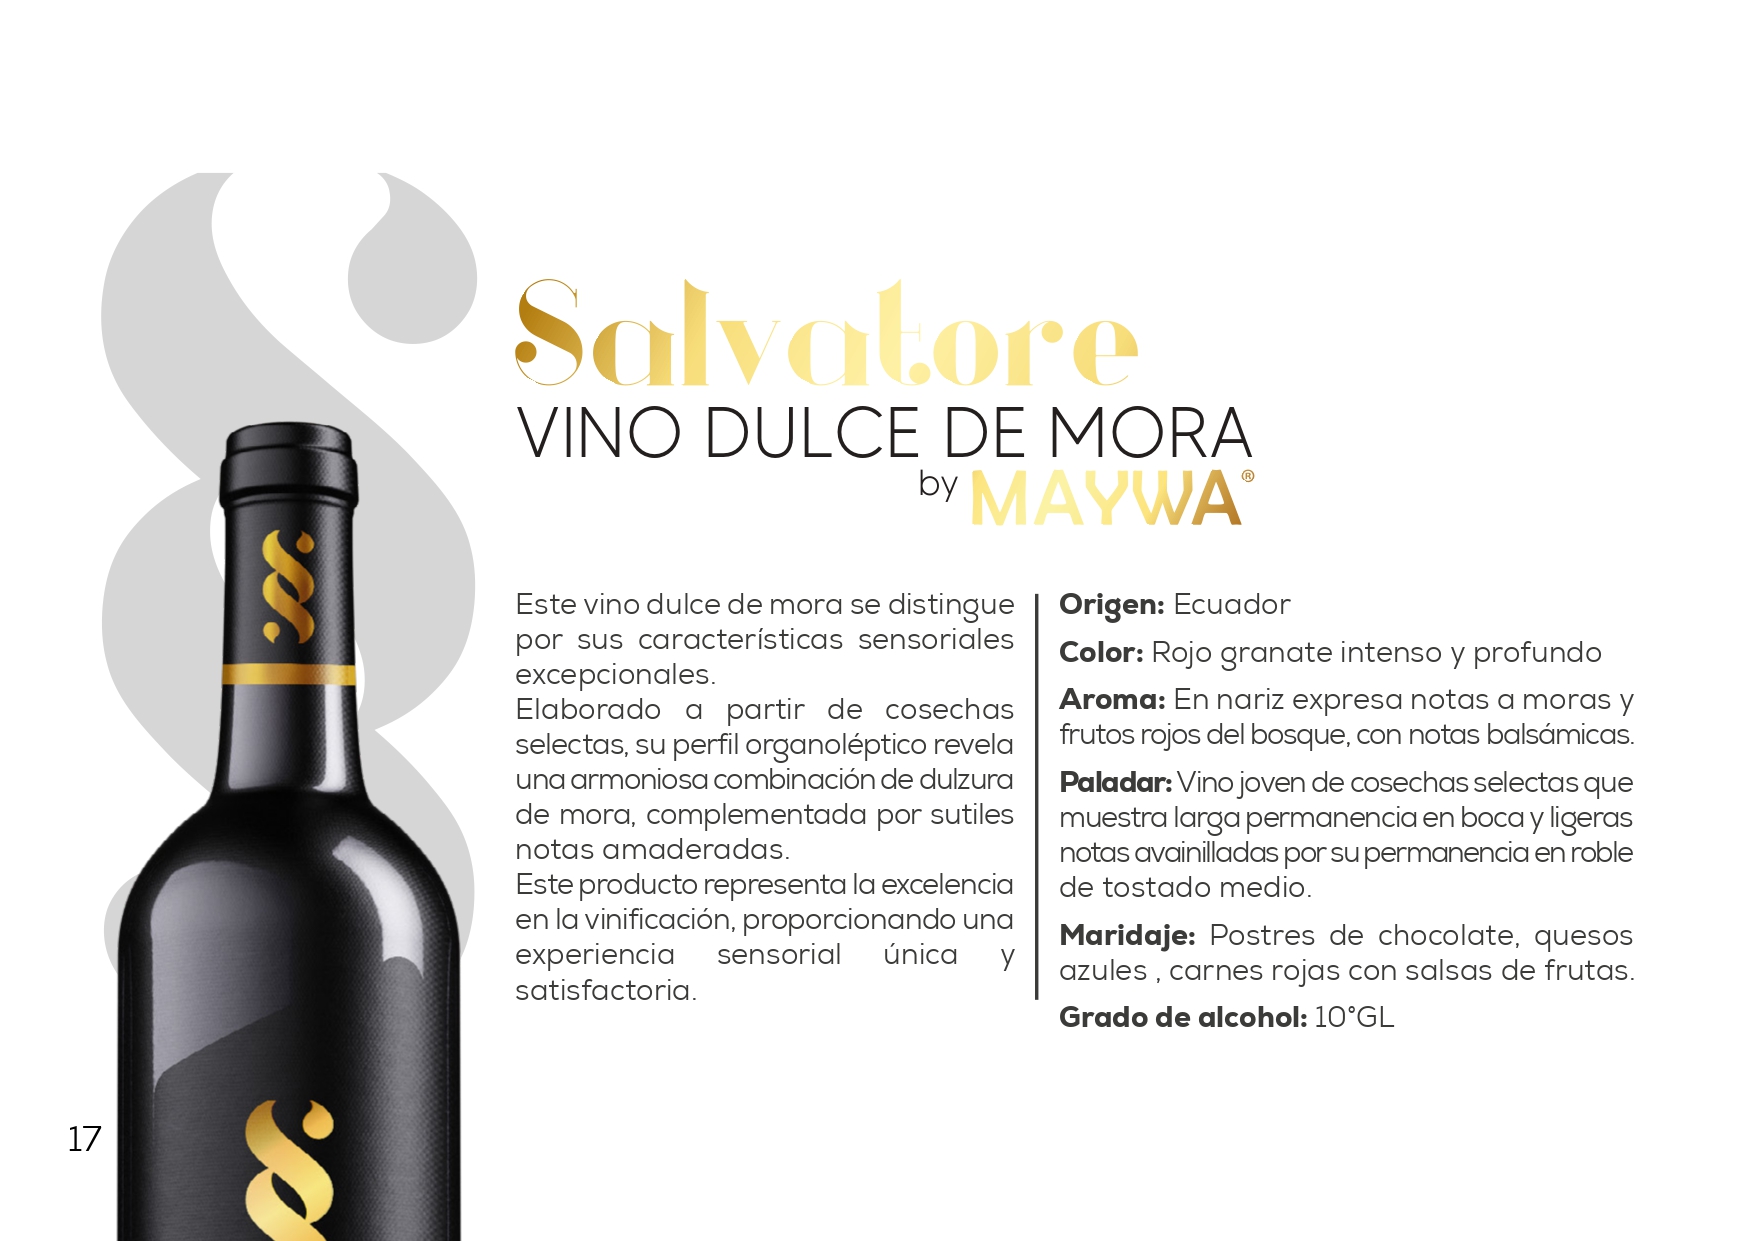 Salvatore
VINO DULCE DE MORA
by MAYWA®
Este vino dulce de mora se distingue
por sus características sensoriales
excepcionales.
Elaborado a partir de cosechas
selectas, su perfil organoléptico revela
una armoniosa combinación de dulzura
de mora, complementada por sutiles
notas amaderadas.
Este producto representa la excelencia
en la vinificación, proporcionando una
experiencia sensorial única y
satisfactoria.
Origen: Ecuador
Color: Rojo granate intenso y profundo
Aroma: En nariz expresa notas a moras y
frutos rojos del bosque, con notas balsámicas.
Paladar: Vino joven de cosechas selectas que
muestra larga permanencia en boca y ligeras
notas avainilladas por su permanencia en roble
de tostado medio.
Maridaje: Postres de chocolate, quesos
azules , carnes rojas con salsas de frutas.
Grado de alcohol: 10°GL
17